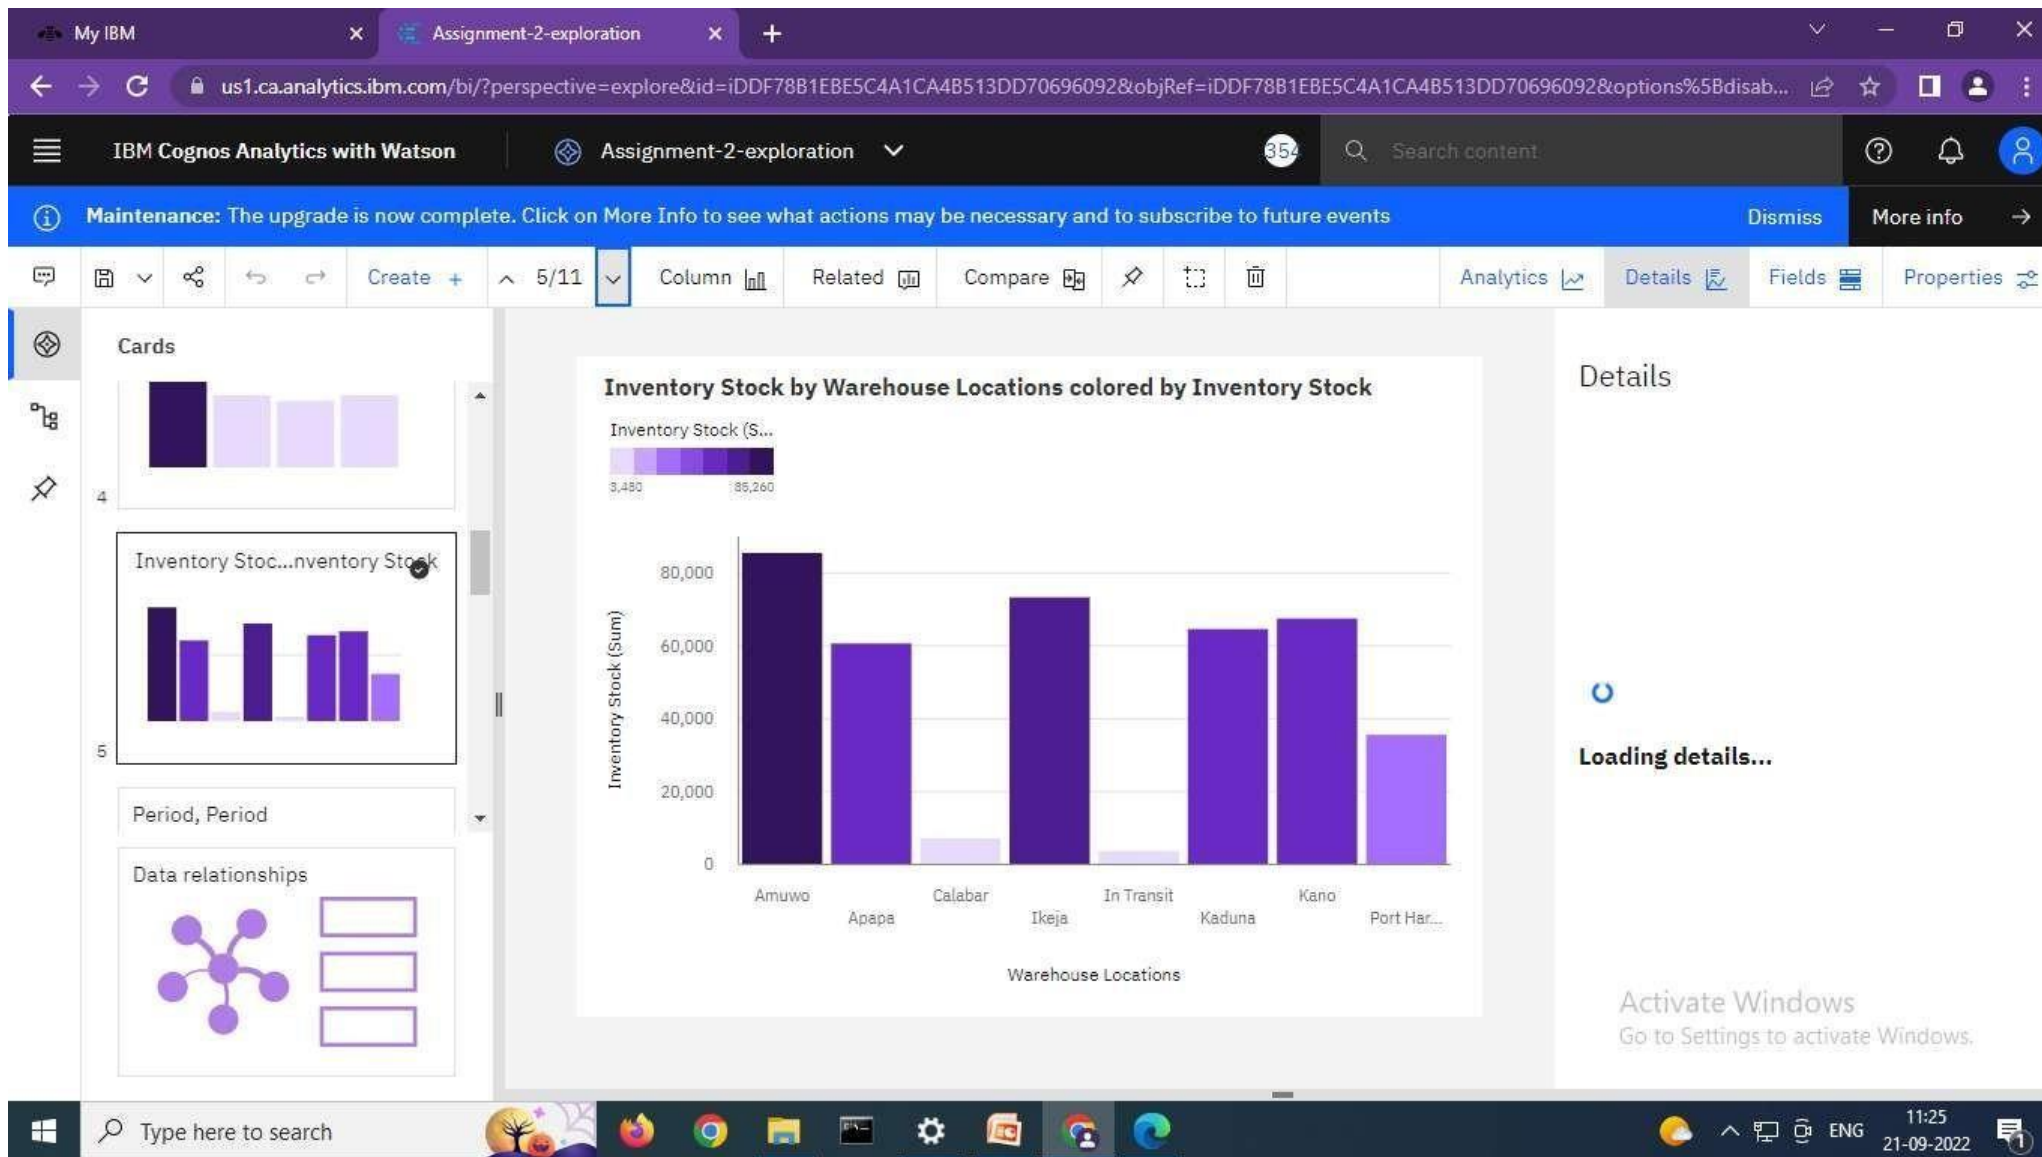 My IBM
Assignment-2-exploration
us1.ca.analytics.ibm.com/bi/?perspective=explore&id=iDDF78B1EBE5C4A1CA4B513DD70696092&objRef=iDDF78B1EBE5C4A1CA4B513DD70696092&options%5Bdisab...
IBM Cognos Analytics with Watson
Assignment-2-exploration
354
Search content
Maintenance: The upgrade is now complete. Click on More Info to see what actions may be necessary and to subscribe to future events
Dismiss
More info
Create
5/11
Column
Related
Compare
Analytics
Details
Fields
Properties
Cards
4
Inventory Stoc...nventory Stock
5
Period, Period
Data relationships
Inventory Stock by Warehouse Locations colored by Inventory Stock
Inventory Stock (S...
3,480 85,260
Inventory Stock (Sum)
80,000
60,000
40,000
20,000
0
Amuwo
Apapa
Calabar
Ikeja
In Transit
Kaduna
Kano
Port Har...
Warehouse Locations
Details
Loading details...
Activate Windows
Go to Settings to activate Windows.
Type here to search
ENG
11:25
21-09-2022
1